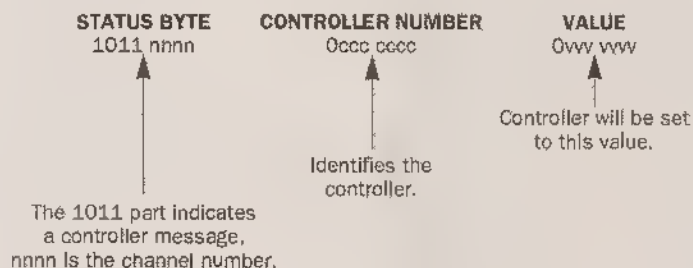 STATUS BYTE CONTROLLER NUMBER VALUE
1011 nnnn 0ccc cccc 0vvv vvvv
Controller will be set
to this value.
Identifies the
controller.
The 1011 part indicates
a controller message,
nnnn is the channel number.